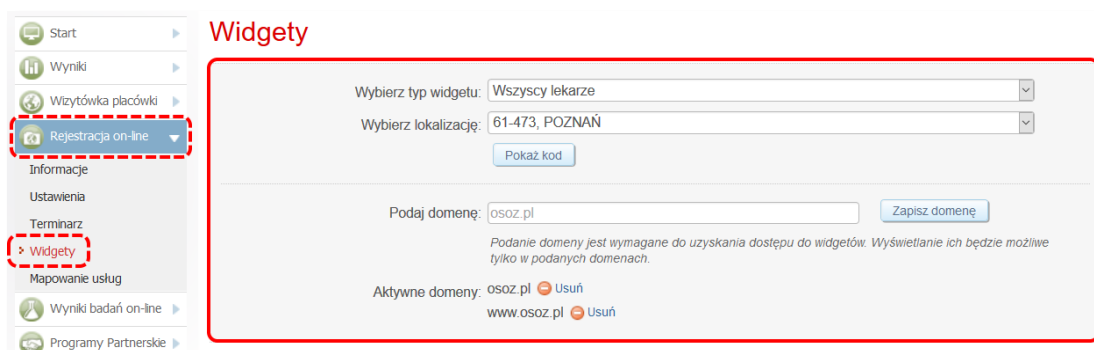 Start
Wyniki
Wizytówka placówki
Rejestracja on-line
Informacje
Ustawienia
Terminarz
Widgety
Mapowanie usług
Wyniki badań on-line
Programy Partnerskie
Widgety
Wybierz typ widgetu: Wszyscy lekarze
Wybierz lokalizację: 61-473, POZNAŃ
Pokaż kod
Podaj domenę: osoz.pl Zapisz domenę
Podanie domeny jest wymagane do uzyskania dostępu do widgetów. Wyświetlanie ich będzie możliwe
tylko w podanych domenach.
Aktywne domeny: osoz.pl Usuń
www.osoz.pl Usuń